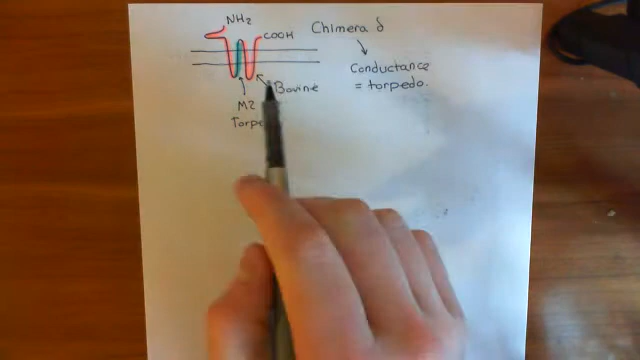 NH2
COOH
Chimera δ
Conductance
= torpedo.
Bovine
M2